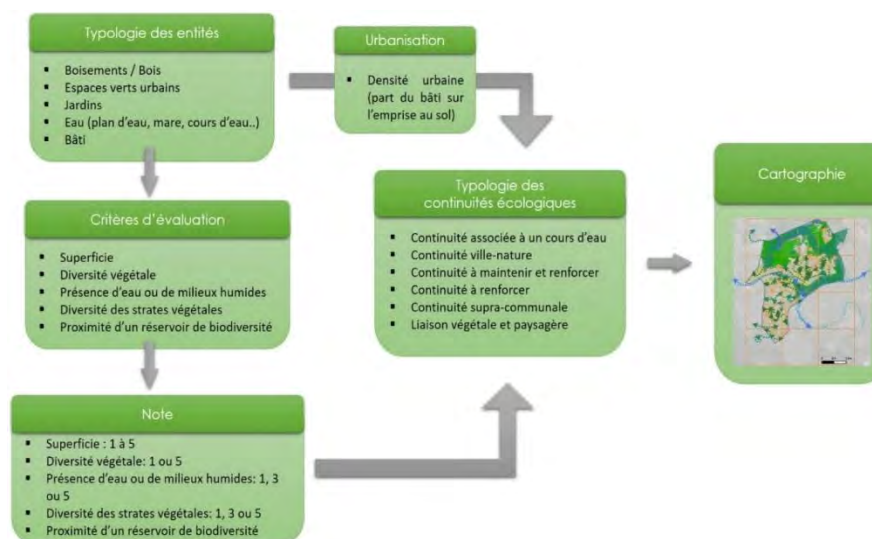 Typologie des entités
▪ Boisements / Bois
▪ Espaces verts urbains
▪ Jardins
▪ Eau (plan d'eau, mare, cours d'eau..)
▪ Bâti
Urbanisation
▪ Densité urbaine
(part du bâti sur
l'emprise au sol)
Critères d'évaluation
▪ Superficie
▪ Diversité végétale
▪ Présence d'eau ou de milieux humides
▪ Diversité des strates végétales
▪ Proximité d'un réservoir de biodiversité
Note
▪ Superficie : 1 à 5
▪ Diversité végétale: 1 ou 5
▪ Présence d'eau ou de milieux humides: 1, 3
ou 5
▪ Diversité des strates végétales: 1, 3 ou 5
▪ Proximité d'un réservoir de biodiversité
Typologie des
continuités écologiques
▪ Continuité associée à un cours d'eau
▪ Continuité ville-nature
▪ Continuité à maintenir et renforcer
▪ Continuité à renforcer
▪ Continuité supra-communale
▪ Liaison végétale et paysagère
Cartographie